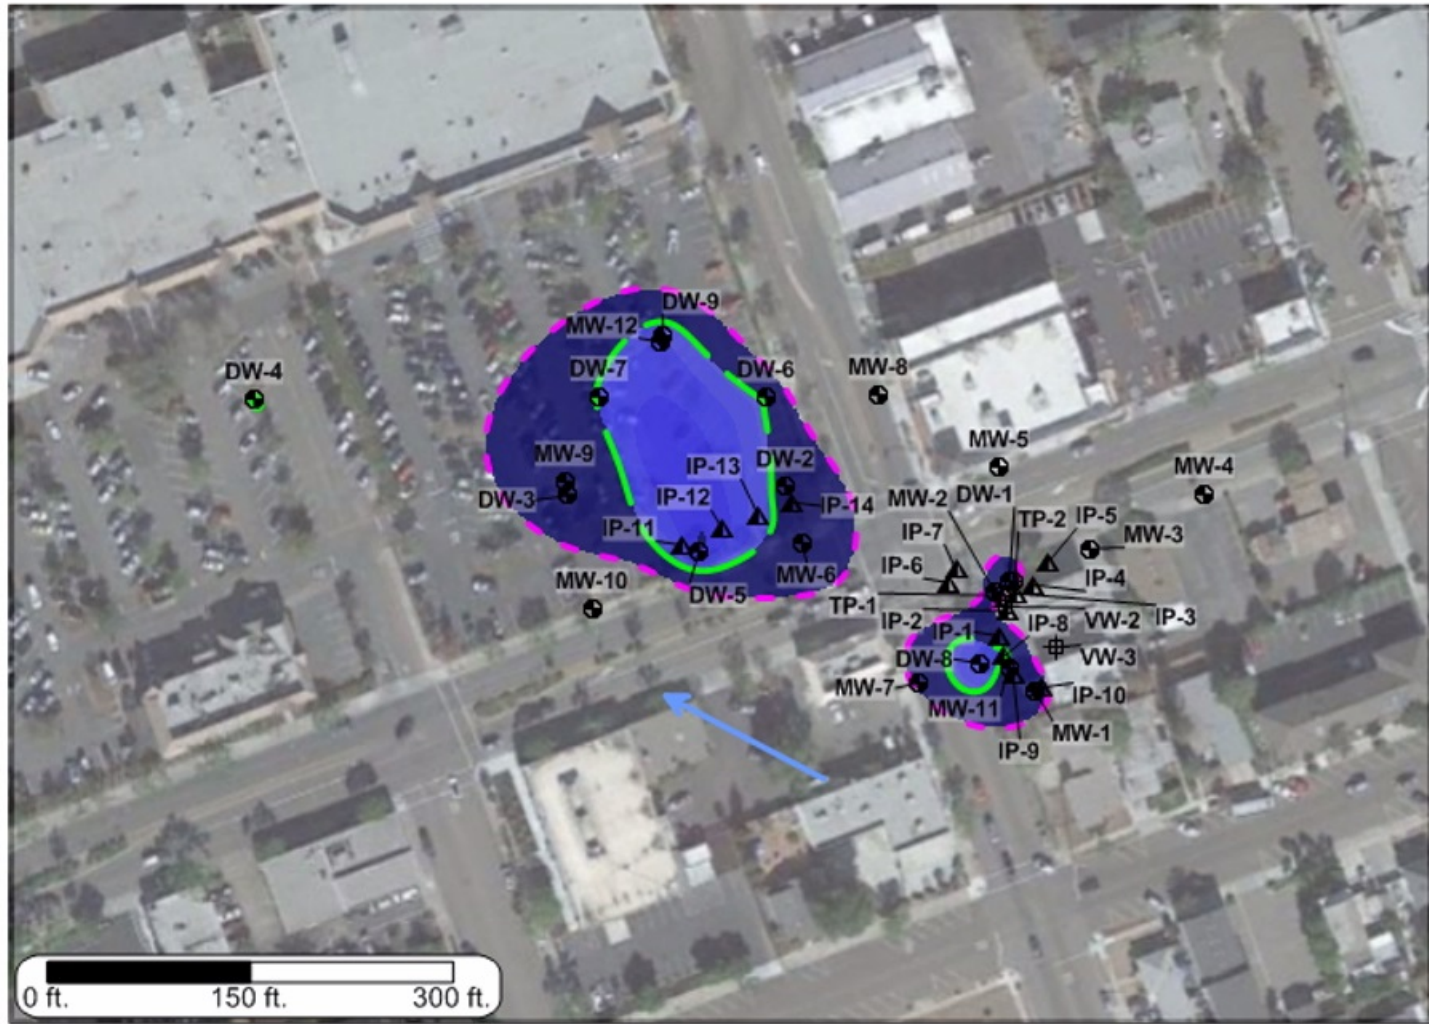 DW-9
MW-12
DW-7
DW-6
MW-8
DW-4
MW-5
MW-9
IP-13
DW-2
MW-4
DW-3
IP-12
IP-14
MW-2
DW-1
TP-2
IP-5
IP-11
IP-7
MW-3
IP-6
IP-4
MW-10
DW-5
MW-6
TP-1
IP-2
IP-1
IP-8
VW-2
IP-3
DW-8
VW-3
MW-7
MW-11
IP-10
MW-1
IP-9
0 ft. 150 ft. 300 ft.